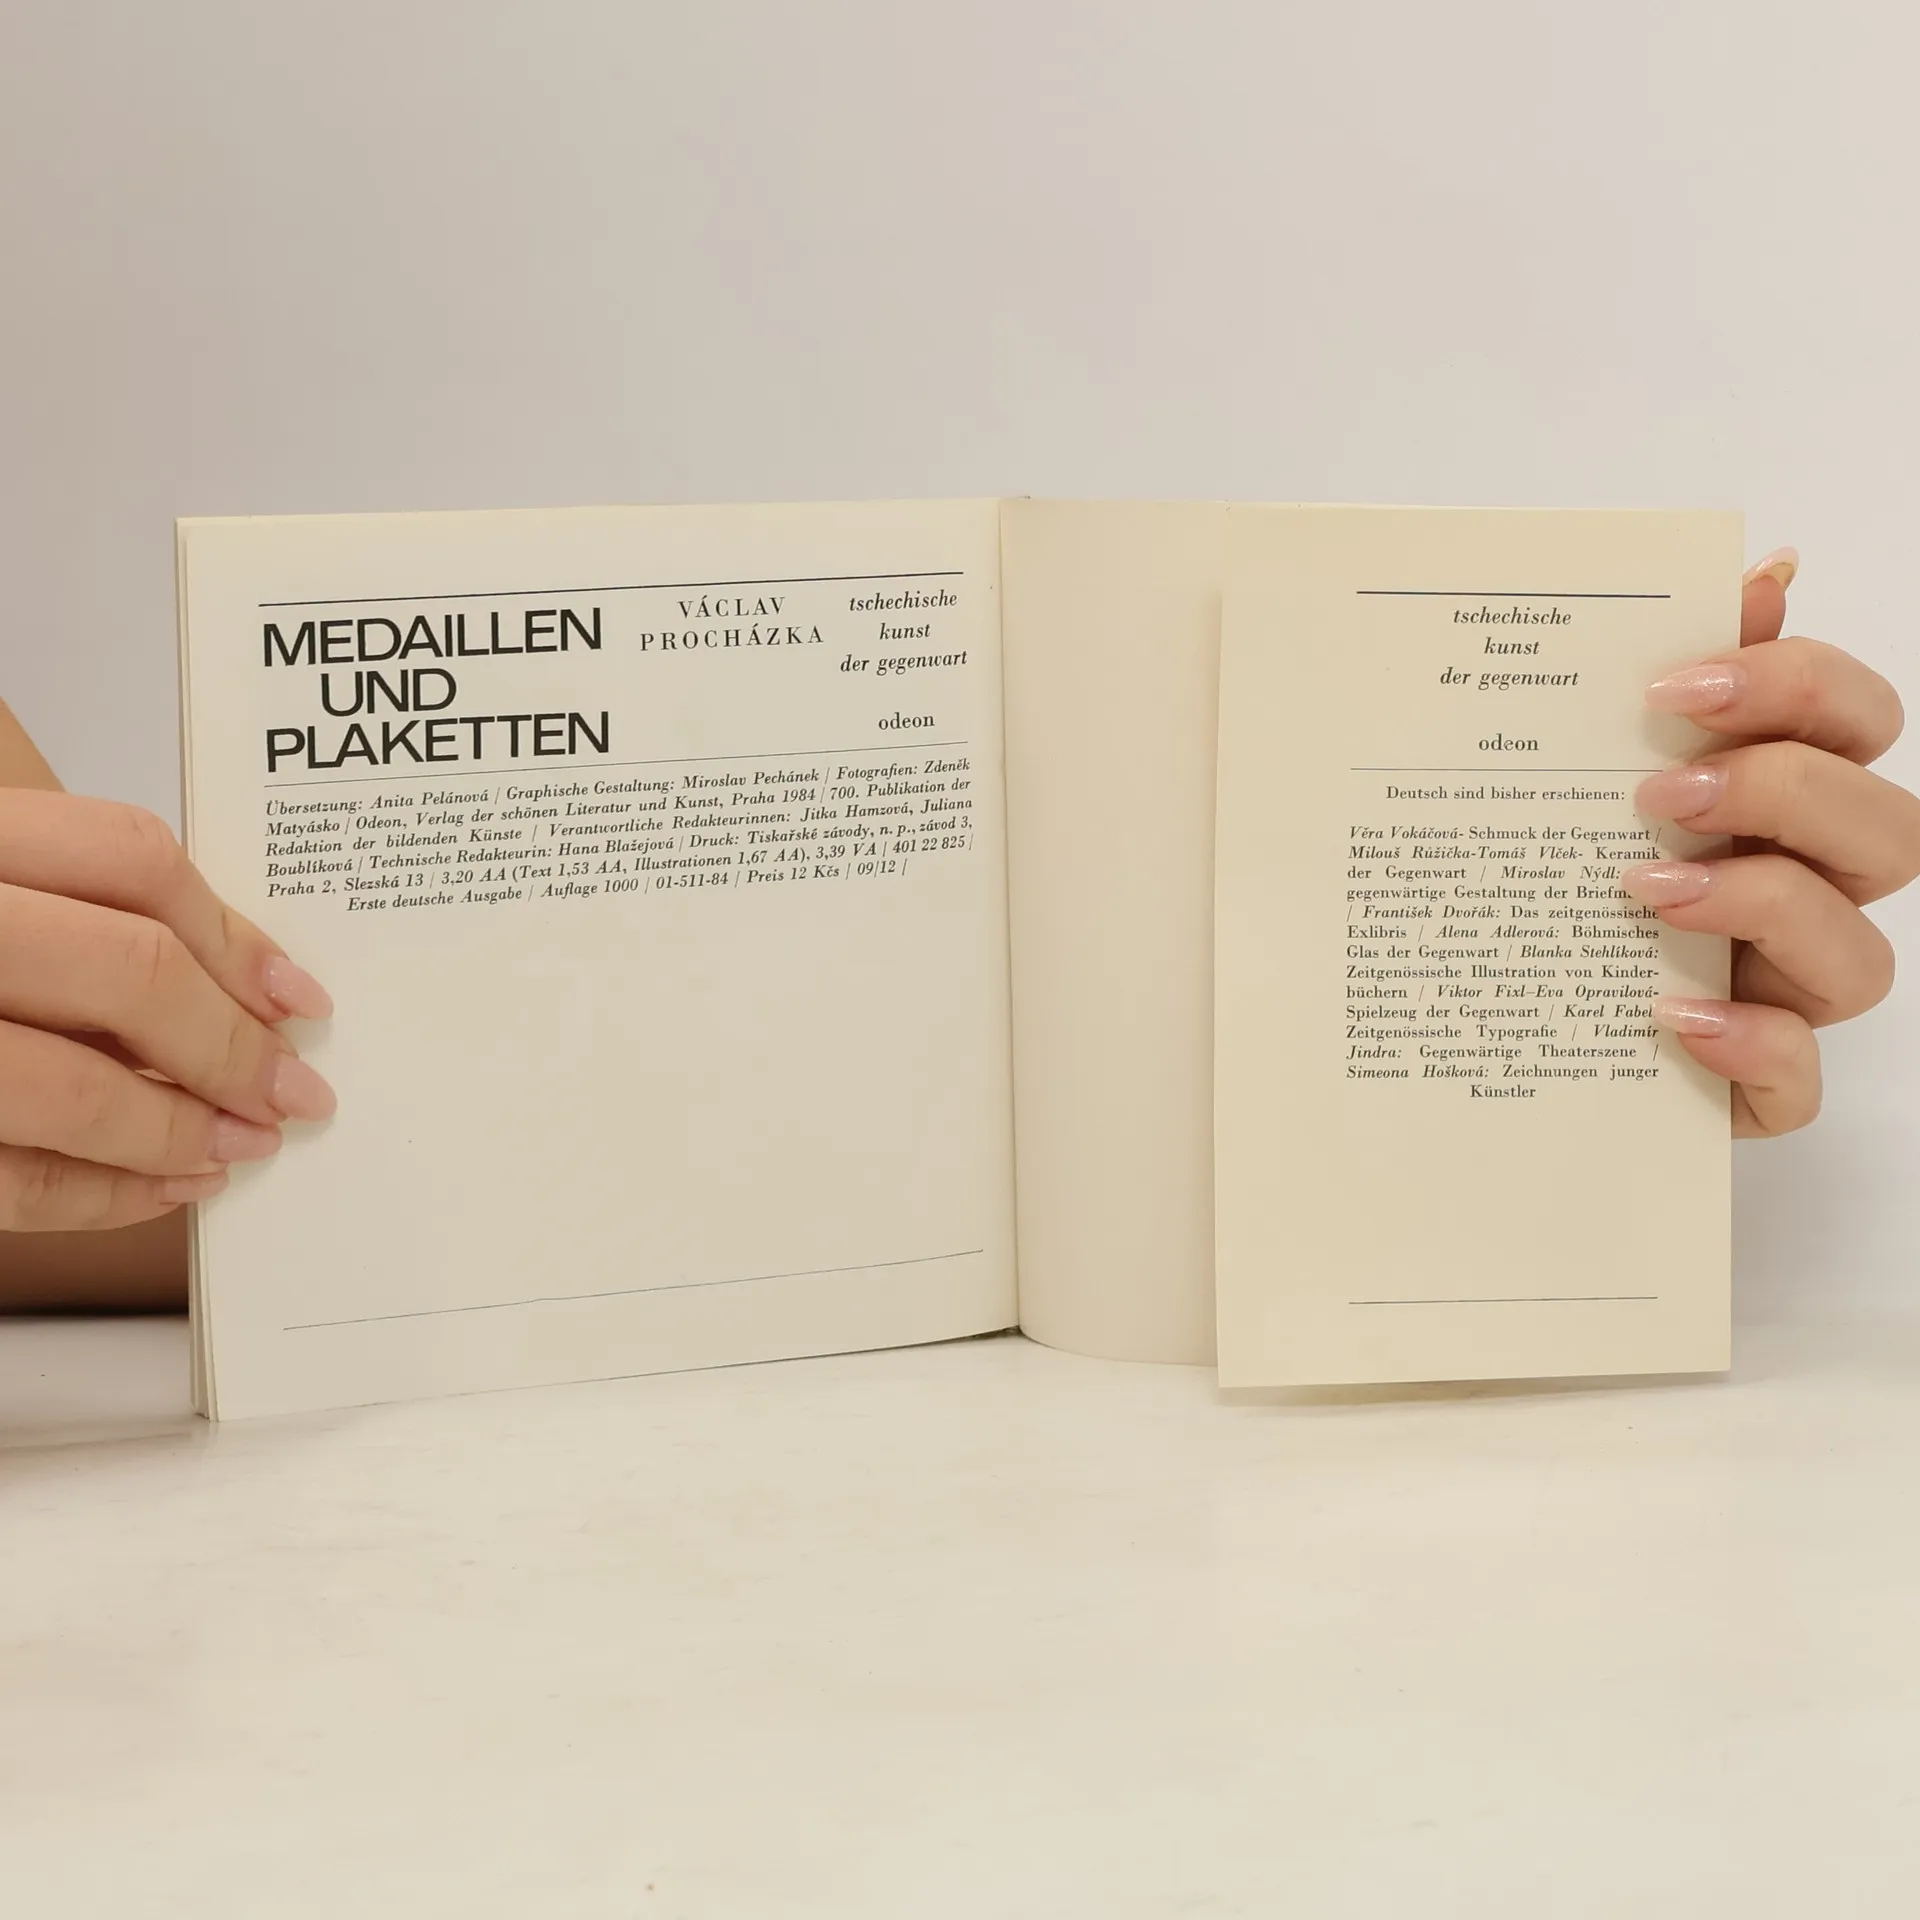 MEDAILLEN
UND
PLAKETTEN
VÁCLAV
PROCHÁZKA
tschechische
kunst
der gegenwart
odeon
Übersetzung: Anita Pelánová / Graphische Gestaltung: Miroslav Pechánek / Fotografien: Zdeněk
Matyásko / Odeon, Verlag der schönen Literatur und Kunst, Praha 1984 / 700. Publikation der
Redaktion der bildenden Künste / Verantwortliche Redakteurinnen: Jitka Hamzová, Juliana
Boublíková / Technische Redakteurin: Hana Blažejová / Druck: Tiskařské závody, n. p., závod 3,
Praha 2, Slezská 13 / 3,20 AA (Text 1,53 AA, Illustrationen 1,67 AA), 3,39 VA / 401 22 825 /
Erste deutsche Ausgabe / Auflage 1000 / 01-511-84 / Preis 12 Kčs / 09/12 /
tschechische
kunst
der gegenwart
odeon
Deutsch sind bisher erschienen:
Věra Vokáčová- Schmuck der Gegenwart /
Milouš Růžička-Tomáš Vlček- Keramik
der Gegenwart / Miroslav Nýdl:
gegenwärtige Gestaltung der
/ František Dvořák: Das zeitgenössische
Exlibris / Alena Adlerová: Böhmisches
Glas der Gegenwart / Blanka Stehlíková:
Zeitgenössische Illustration von Kinder-
büchern / Viktor Fixl–Eva Opravilová-
Spielzeug der Gegenwart / Karel Fabel
Zeitgenössische Typografie / Vladimír
Jindra: Gegenwärtige Theaterszene /
Simeona Hošková: Zeichnungen junger
Künstler